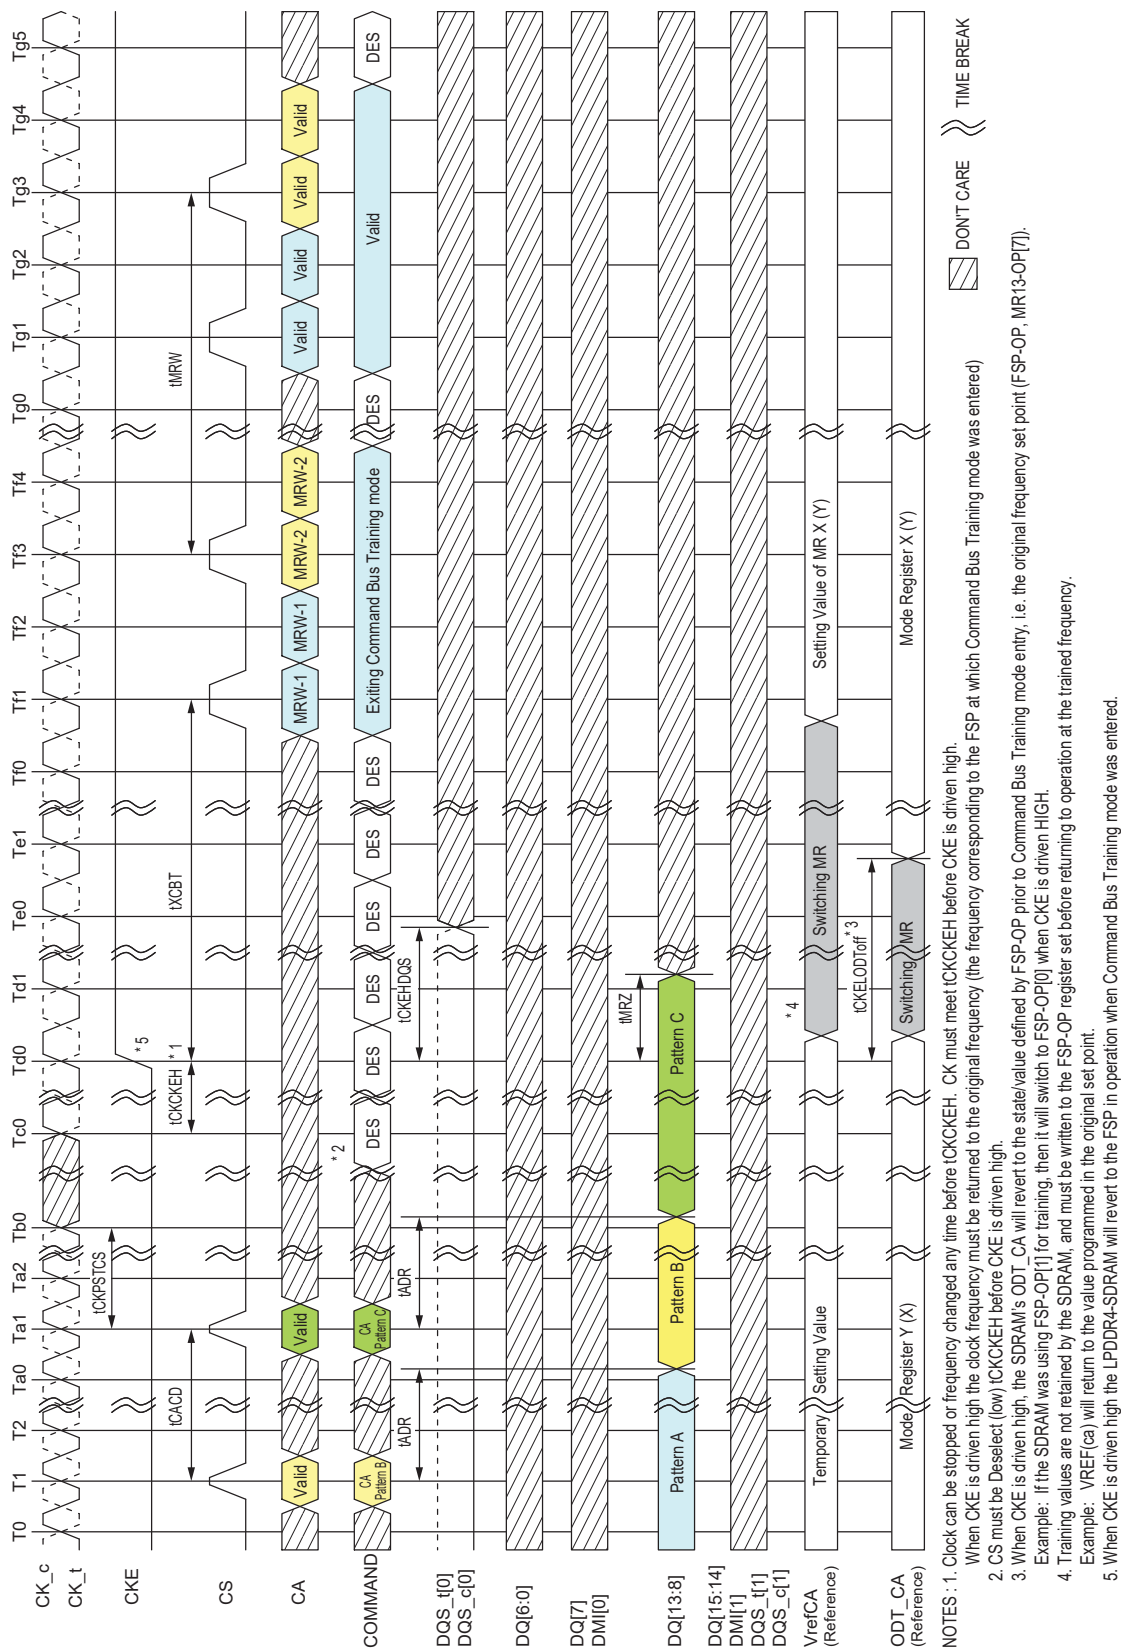 T0 T1 T2 Ta0 Ta1 Ta2 Tb0 Tc0 Td0 Td1 Te0 Te1 Tf0 Tf1 Tf2 Tf3 Tf4 Tg0 Tg1 Tg2 Tg3 Tg4 Tg5
CK_c
CK_t
CKE
tCKPSTCS
tCKCKEH * 1
* 5
tXCBT
tMRW
CS
tCACD
CA
Valid Valid MRW-1 MRW-1 MRW-2 MRW-2 Valid Valid Valid Valid
* 2
COMMAND
CA Pattern B
CA Pattern C
DES DES DES DES DES DES Exiting Command Bus Training mode DES Valid DES
tADR tADR tCKEHDQS
DQS_t[0]
DQS_c[0]
DQ[6:0]
DQ[7]
DMI[0]
tMRZ
DQ[13:8]
Pattern A Pattern B Pattern C
DQ[15:14]
DMI[1]
DQS_t[1]
DQS_c[1]
* 4
VrefCA
(Reference)
Temporary Setting Value Switching MR Setting Value of MR X (Y)
tCKELODToff * 3
ODT_CA
(Reference)
Mode Register Y (X) Switching MR Mode Register X (Y)
DON'T CARE TIME BREAK
NOTES : 1. Clock can be stopped or frequency changed any time before tCKCKEH. CK must meet tCKCKEH before CKE is driven high.
When CKE is driven high the clock frequency must be returned to the original frequency (the frequency corresponding to the FSP at which Command Bus Training mode was entered)
2. CS must be Deselect (low) tCKCKEH before CKE is driven high.
3. When CKE is driven high, the SDRAM's ODT_CA will revert to the state/value defined by FSP-OP prior to Command Bus Training mode entry, i.e. the original frequency set point (FSP-OP, MR13-OP[7]).
Example: If the SDRAM was using FSP-OP[1] for training, then it will switch to FSP-OP[0] when CKE is driven HIGH.
4. Training values are not retained by the SDRAM, and must be written to the FSP-OP register set before returning to operation at the trained frequency.
Example: VREF(ca) will return to the value programmed in the original set point.
5. When CKE is driven high the LPDDR4-SDRAM will revert to the FSP in operation when Command Bus Training mode was entered.